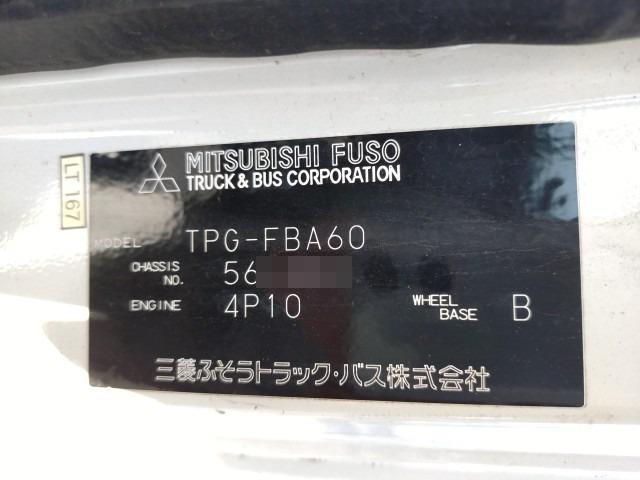 LT 167
MITSUBISHI FUSO
TRUCK & BUS CORPORATION
MODEL TPG-FBA60
CHASSIS NO. 56
ENGINE 4P10 WHEEL BASE B
三菱ふそうトラック・バス株式会社